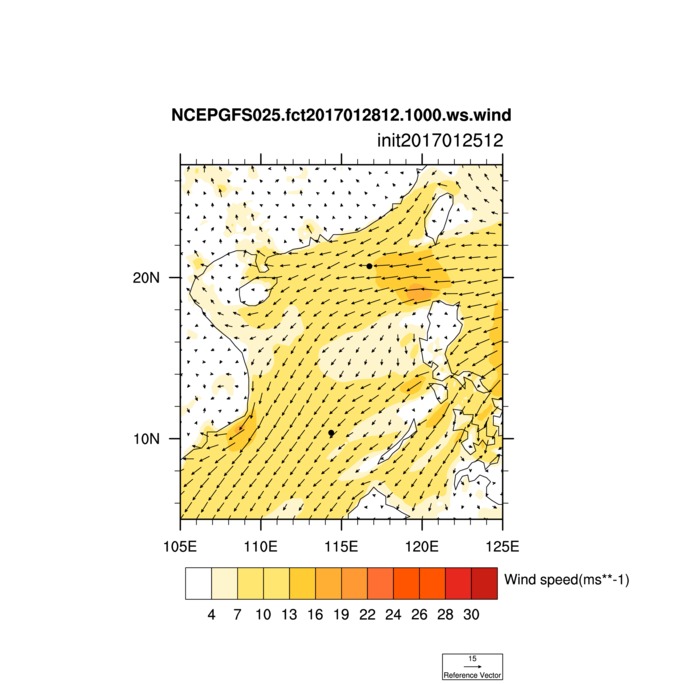 NCEPGFS025.fct2017012812.1000.ws.wind
init2017012512
20N
10N
105E 110E 115E 120E 125E
Wind speed(ms**-1)
4 7 10 13 16 19 22 24 26 28 30
15
Reference Vector